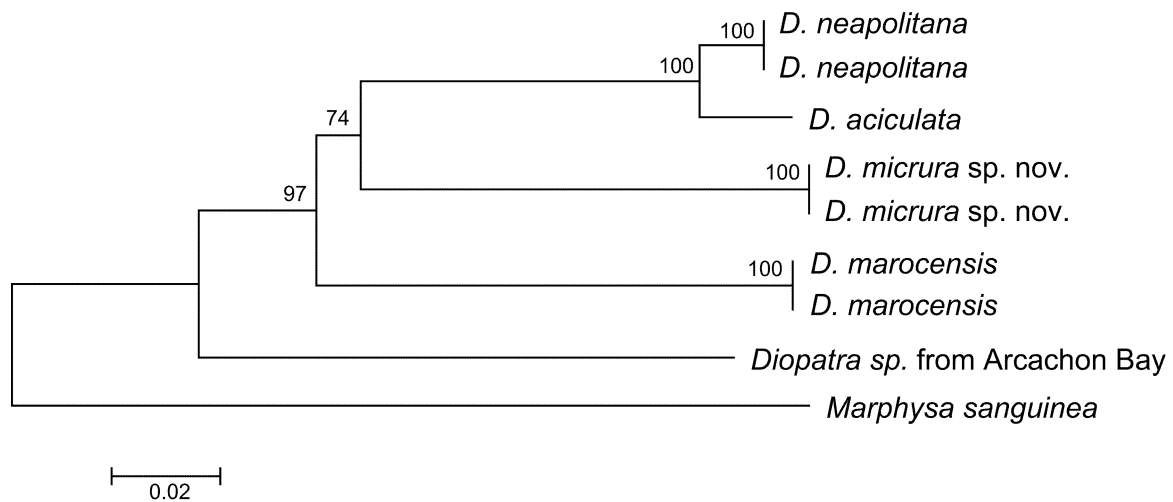 100
D. neapolitana
100
D. neapolitana
74
D. aciculata
100
D. micrura sp. nov.
97
D. micrura sp. nov.
100
D. marocensis
D. marocensis
Diopatra sp. from Arcachon Bay
Marphysa sanguinea
0.02